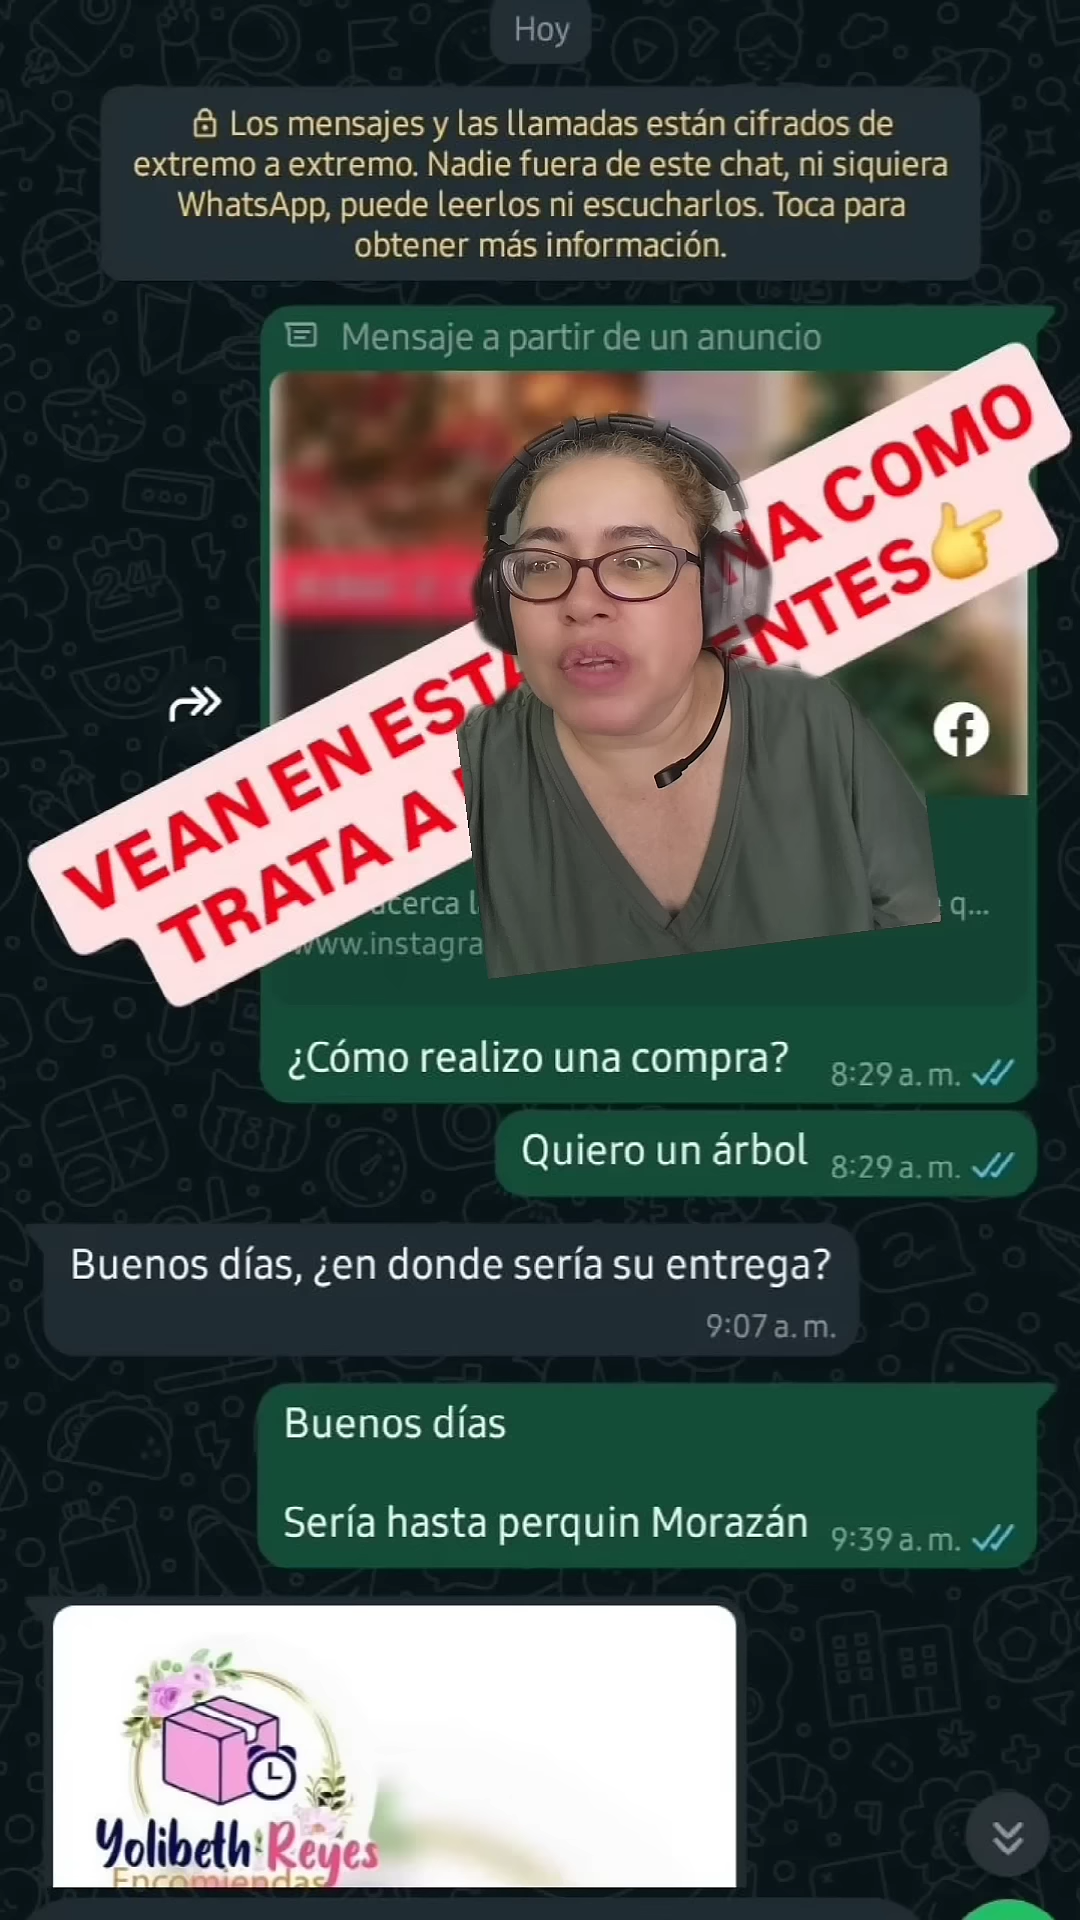 Hoy
Los mensajes y las llamadas están cifrados de
extremo a extremo. Nadie fuera de este chat, ni siquiera
WhatsApp, puede leerlos ni escucharlos. Toca para
obtener más información.
Mensaje a partir de un anuncio
VEAN EN ESTA NA COMO
TRATA A ENTES👉
acerca l q...
www.instagra
¿Cómo realizo una compra? 8:29 a. m.
Quiero un árbol 8:29 a. m.
Buenos días, ¿en donde sería su entrega?
9:07 a. m.
Buenos días
Sería hasta perquin Morazán 9:39 a. m.
Yolibeth Reyes
Encomiendas